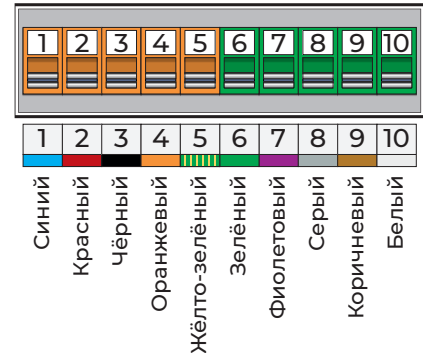 1 2 3 4 5 6 7 8 9 10
1 2 3 4 5 6 7 8 9 10
Синий
Красный
Чёрный
Оранжевый
Жёлто-зелёный
Зелёный
Фиолетовый
Серый
Коричневый
Белый